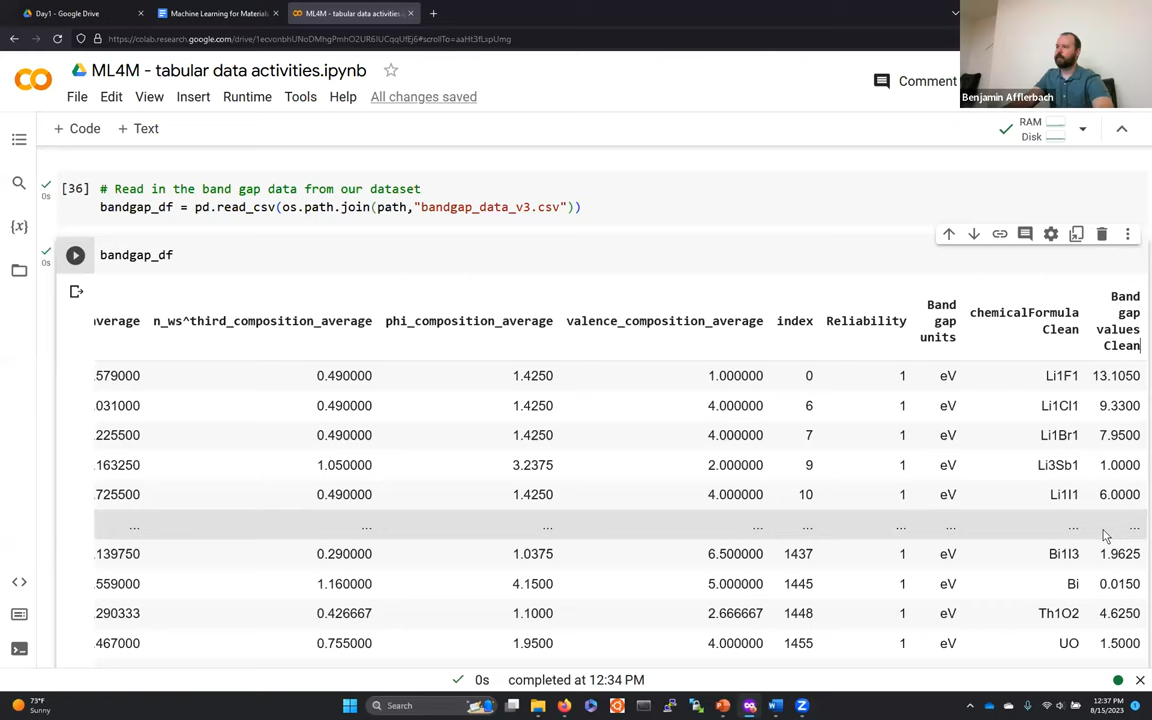 Day1 - Google Drive
Machine Learning for Materials
ML4M - tabular data activities.ip
https://colab.research.google.com/drive/1ecvonbhUNoDMhgPmhO2UR6IUCqqUfEj6#scrollTo=aaHt3fLxpUmg
ML4M - tabular data activities.ipynb
File Edit View Insert Runtime Tools Help All changes saved
Comment
Benjamin Afflerbach
+ Code + Text
RAM
Disk
[36] # Read in the band gap data from our dataset
0s
bandgap_df = pd.read_csv(os.path.join(path,"bandgap_data_v3.csv"))
bandgap_df
0s
average n_ws^third_composition_average phi_composition_average valence_composition_average index Reliability Band gap units chemicalFormula Clean Band gap values Clean
.579000 0.490000 1.4250 1.000000 0 1 eV Li1F1 13.1050
.031000 0.490000 1.4250 4.000000 6 1 eV Li1Cl1 9.3300
.225500 0.490000 1.4250 4.000000 7 1 eV Li1Br1 7.9500
.163250 1.050000 3.2375 2.000000 9 1 eV Li3Sb1 1.0000
.725500 0.490000 1.4250 4.000000 10 1 eV Li1I1 6.0000
... ... ... ... ... ... ... ... ...
.139750 0.290000 1.0375 6.500000 1437 1 eV Bi1I3 1.9625
.559000 1.160000 4.1500 5.000000 1445 1 eV Bi 0.0150
.290333 0.426667 1.1000 2.666667 1448 1 eV Th1O2 4.6250
.467000 0.755000 1.9500 4.000000 1455 1 eV UO 1.5000
0s completed at 12:34 PM
73°F
Sunny
Search
12:37 PM
8/15/2023